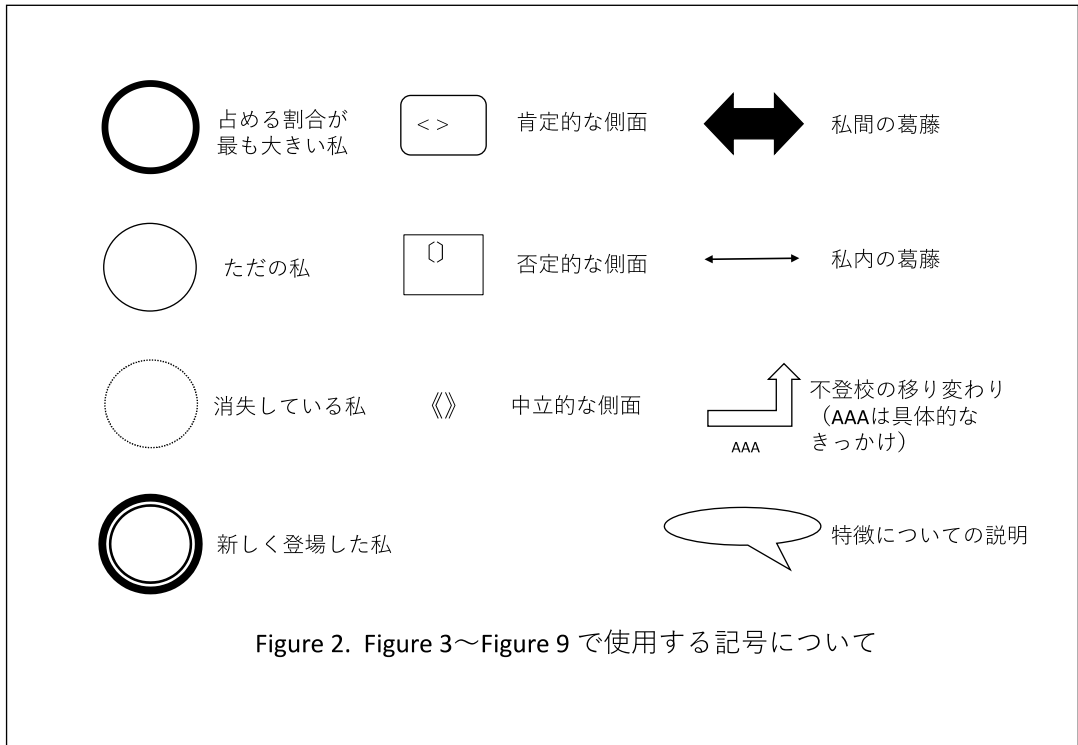 占める割合が
最も大きい私
< >
肯定的な側面
私間の葛藤
ただの私
〔〕
否定的な側面
私内の葛藤
消失している私
《》
中立的な側面
不登校の移り変わり
（AAAは具体的な
きっかけ）
AAA
新しく登場した私
特徴についての説明
Figure 2. Figure 3～Figure 9 で使用する記号について